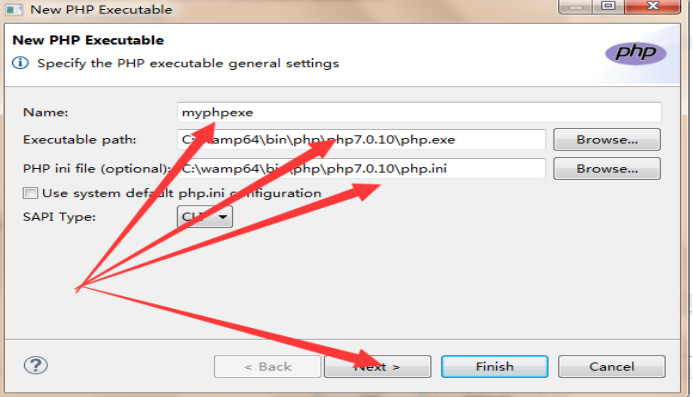 New PHP Executable
New PHP Executable
php
Specify the PHP executable general settings
Name: myphpexe
Executable path: C:\wamp64\bin\php\php7.0.10\php.exe Browse...
PHP ini file (optional): C:\wamp64\bin\php\php7.0.10\php.ini Browse...
Use system default php.ini configuration
SAPI Type: CLI
? < Back Next > Finish Cancel